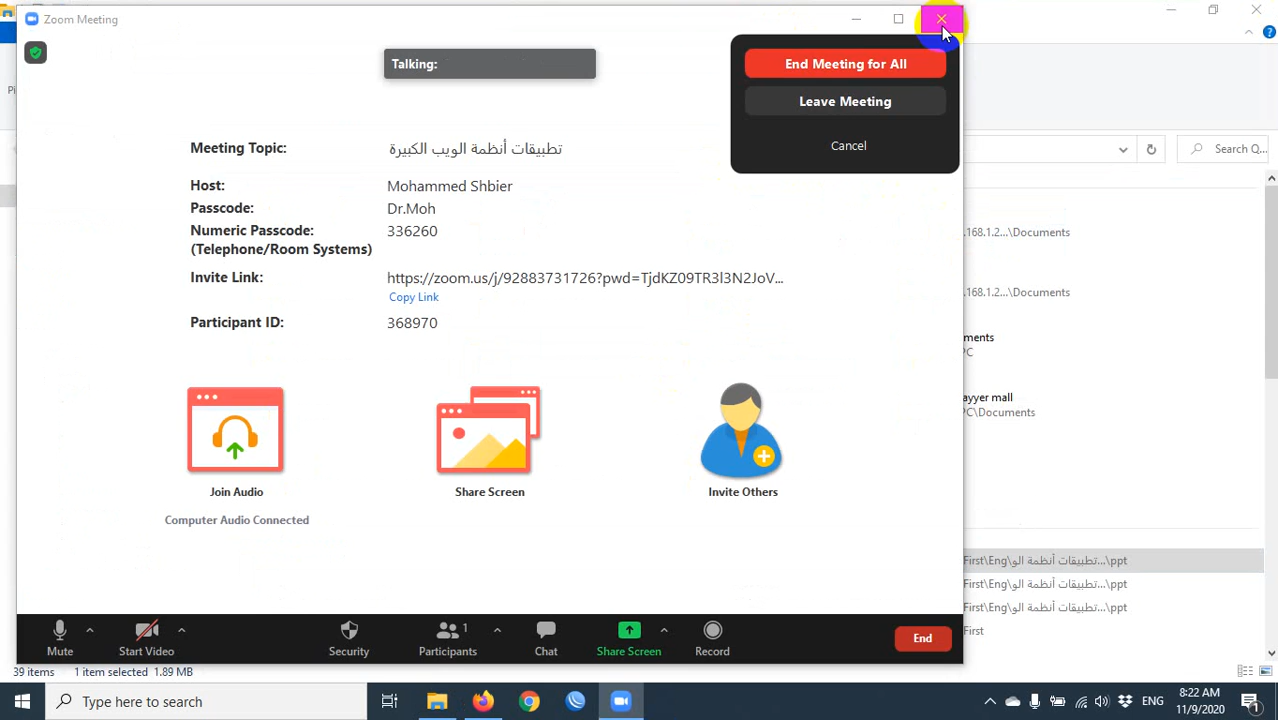 Zoom Meeting
Talking:
End Meeting for All
Leave Meeting
Cancel
Meeting Topic: تطبيقات أنظمة الويب الكبيرة
Host: Mohammed Shbier
Passcode: Dr.Moh
Numeric Passcode: 336260
(Telephone/Room Systems)
Invite Link: https://zoom.us/j/92883731726?pwd=TjdKZ09TR3l3N2JoV...
Copy Link
Participant ID: 368970
Join Audio
Computer Audio Connected
Share Screen
Invite Others
Mute
Start Video
Security
Participants 1
Chat
Share Screen
Record
End
Search Q...
.168.1.2...\Documents
.168.1.2...\Documents
ments
PC
ayyer mall
PC\Documents
First\Eng\تطبيقات أنظمة الو...\ppt
First\Eng\تطبيقات أنظمة الو...\ppt
First\Eng\تطبيقات أنظمة الو...\ppt
First
39 items 1 item selected 1.89 MB
Type here to search
ENG
8:22 AM
11/9/2020
1